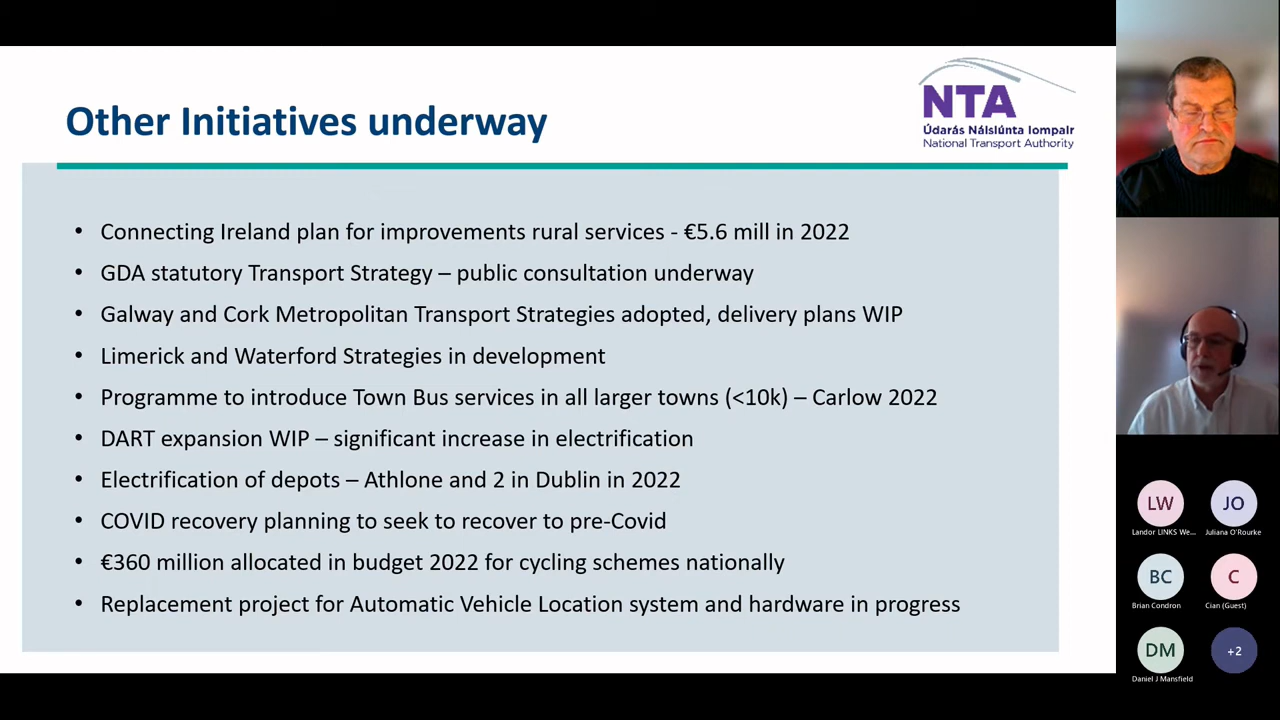 Other Initiatives underway
NTA
Údarás Náisiúnta Iompair
National Transport Authority
• Connecting Ireland plan for improvements rural services - €5.6 mill in 2022
• GDA statutory Transport Strategy – public consultation underway
• Galway and Cork Metropolitan Transport Strategies adopted, delivery plans WIP
• Limerick and Waterford Strategies in development
• Programme to introduce Town Bus services in all larger towns (<10k) – Carlow 2022
• DART expansion WIP – significant increase in electrification
• Electrification of depots – Athlone and 2 in Dublin in 2022
• COVID recovery planning to seek to recover to pre-Covid
• €360 million allocated in budget 2022 for cycling schemes nationally
• Replacement project for Automatic Vehicle Location system and hardware in progress
LW
JO
Landor LINKS We...
Juliana O'Rourke
BC
C
Brian Condron
Cian (Guest)
DM
+2
Daniel J Mansfield